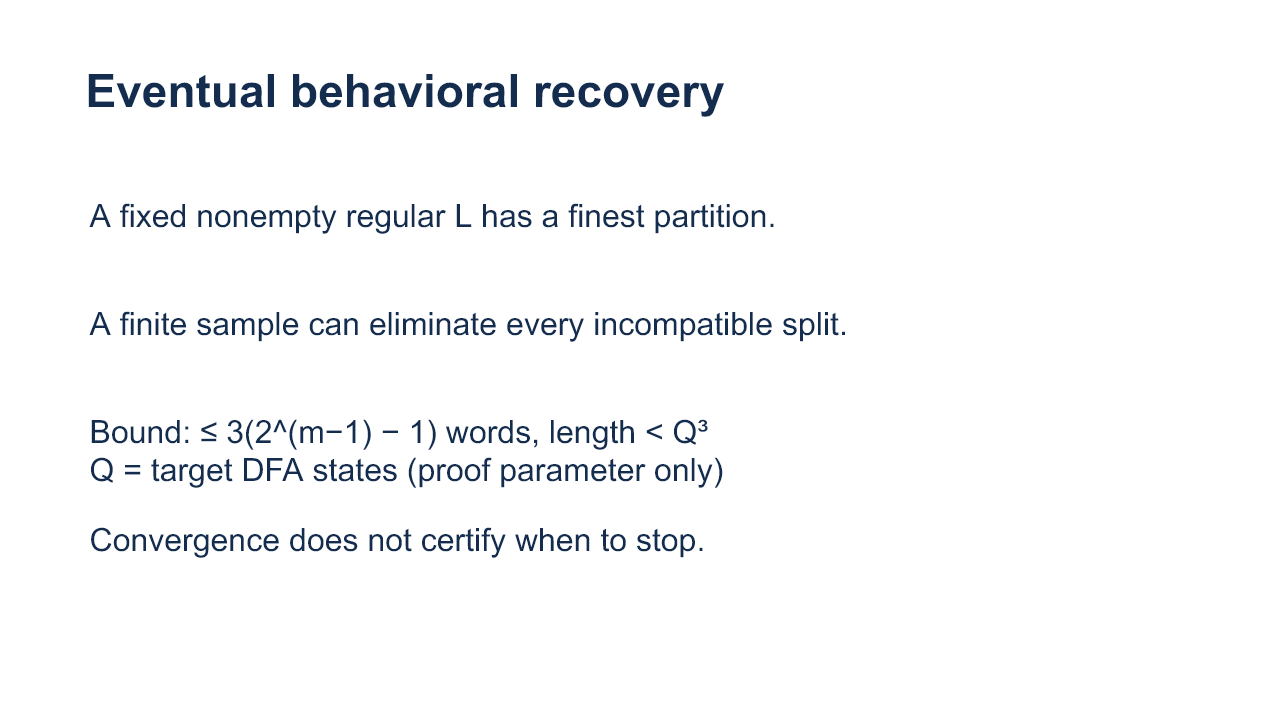 Eventual behavioral recovery
A fixed nonempty regular L has a finest partition.
A finite sample can eliminate every incompatible split.
Bound: ≤ 3(2^(m−1) − 1) words, length < Q³
Q = target DFA states (proof parameter only)
Convergence does not certify when to stop.